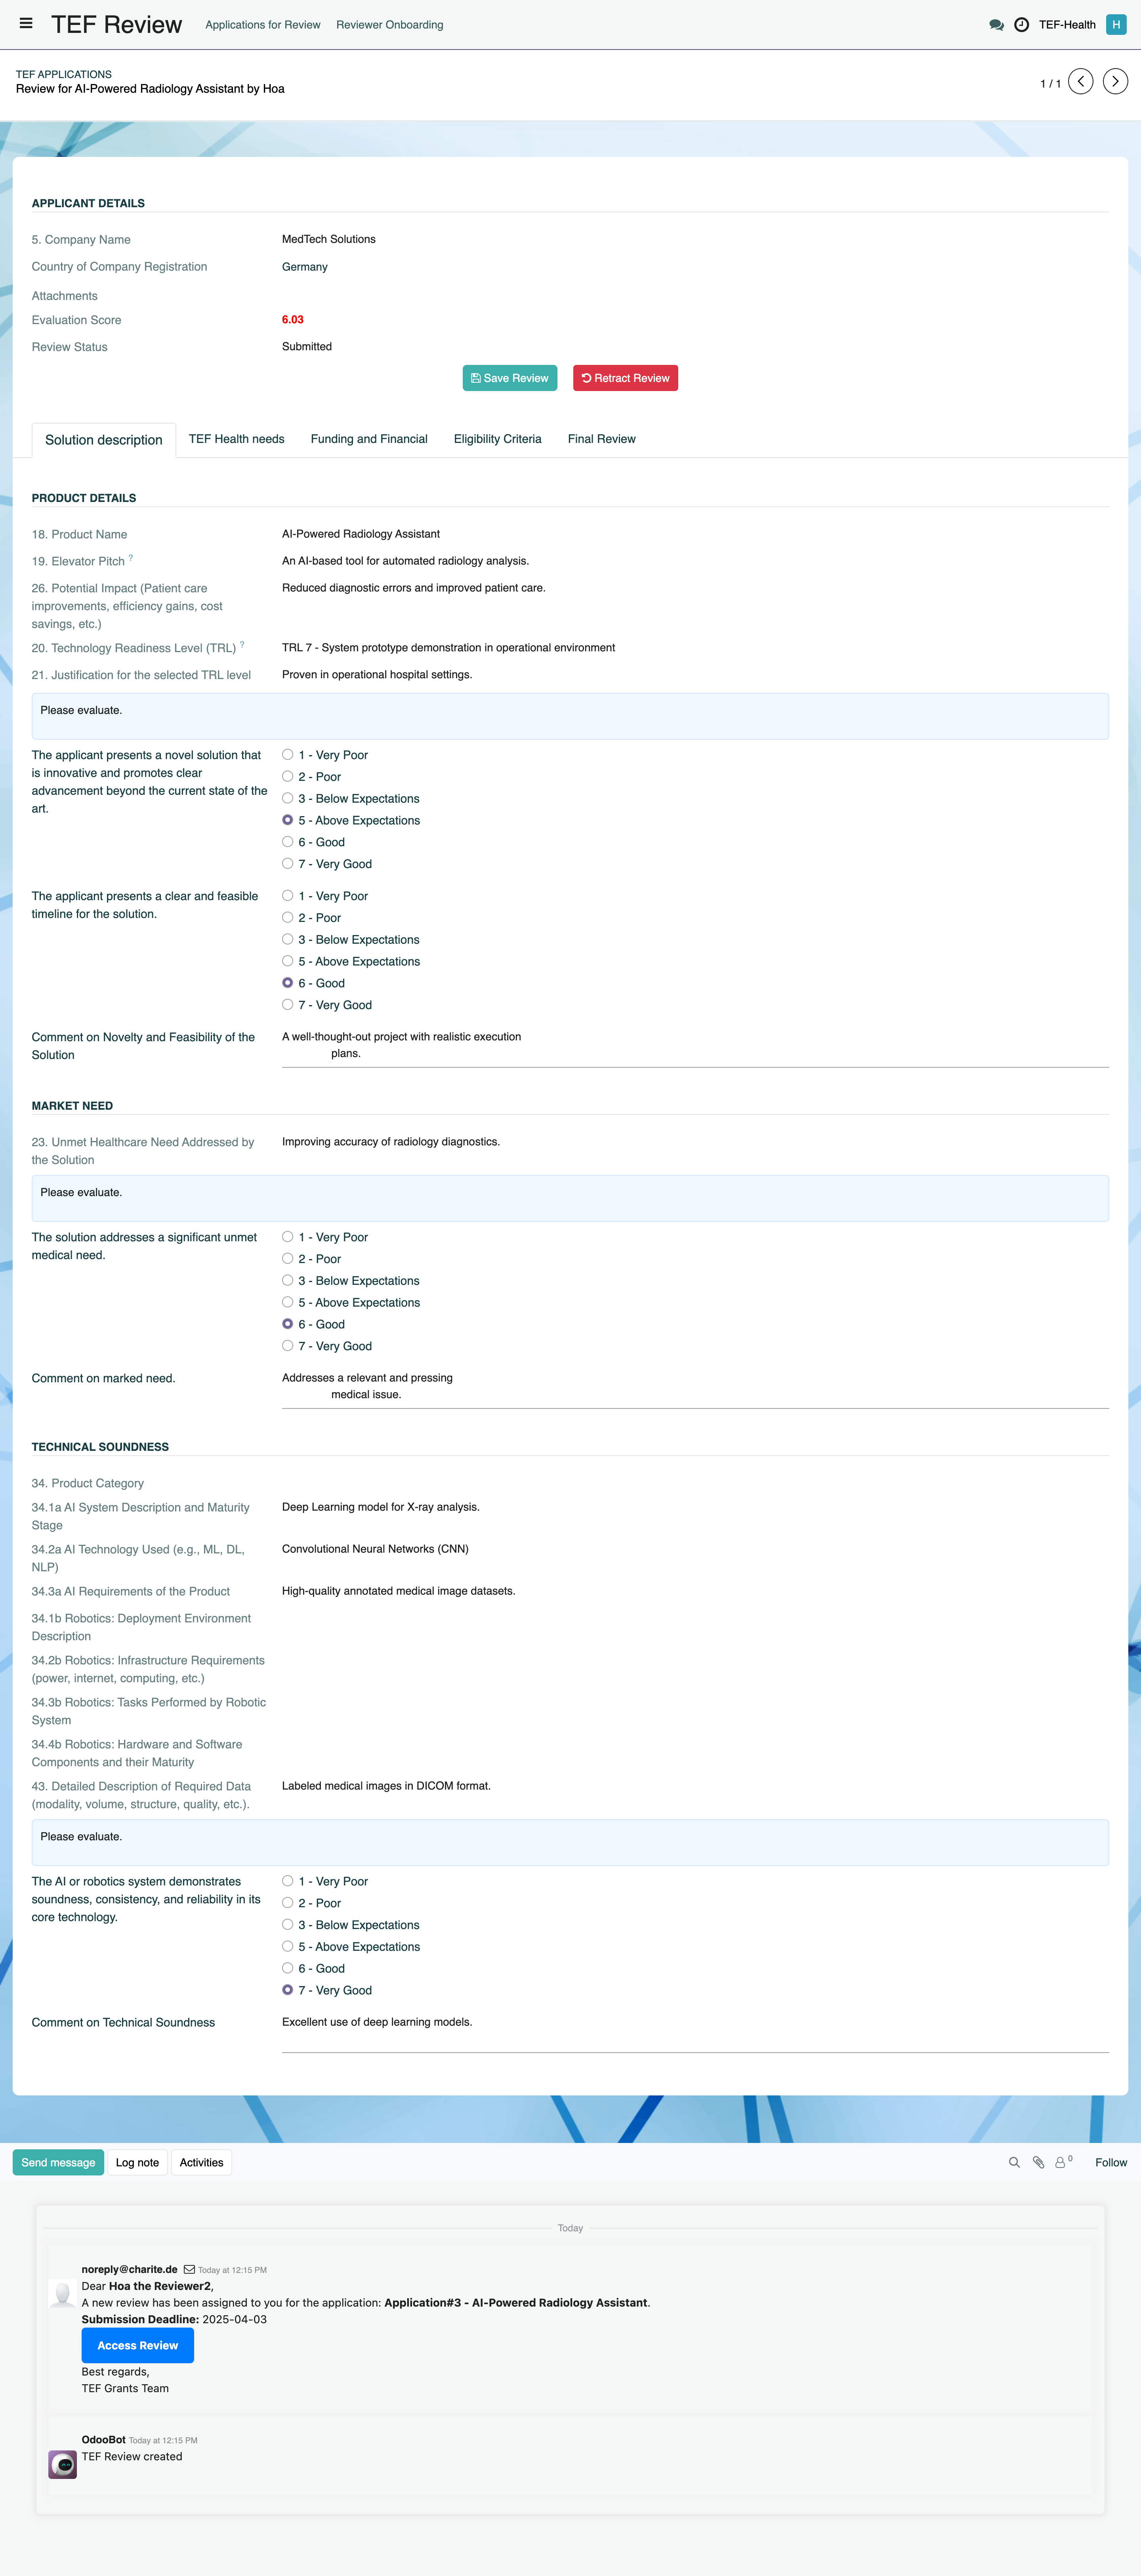 TEF Review
Applications for Review
Reviewer Onboarding
TEF-Health
H
TEF APPLICATIONS
Review for AI-Powered Radiology Assistant by Hoa
1 / 1
APPLICANT DETAILS
5. Company Name
MedTech Solutions
Country of Company Registration
Germany
Attachments
Evaluation Score
6.03
Review Status
Submitted
Save Review
Retract Review
Solution description
TEF Health needs
Funding and Financial
Eligibility Criteria
Final Review
PRODUCT DETAILS
18. Product Name
AI-Powered Radiology Assistant
19. Elevator Pitch ?
An AI-based tool for automated radiology analysis.
26. Potential Impact (Patient care
improvements, efficiency gains, cost
savings, etc.)
Reduced diagnostic errors and improved patient care.
20. Technology Readiness Level (TRL) ?
TRL 7 - System prototype demonstration in operational environment
21. Justification for the selected TRL level
Proven in operational hospital settings.
Please evaluate.
The applicant presents a novel solution that
is innovative and promotes clear
advancement beyond the current state of the
art.
1 - Very Poor
2 - Poor
3 - Below Expectations
5 - Above Expectations
6 - Good
7 - Very Good
The applicant presents a clear and feasible
timeline for the solution.
1 - Very Poor
2 - Poor
3 - Below Expectations
5 - Above Expectations
6 - Good
7 - Very Good
Comment on Novelty and Feasibility of the
Solution
A well-thought-out project with realistic execution
plans.
MARKET NEED
23. Unmet Healthcare Need Addressed by
the Solution
Improving accuracy of radiology diagnostics.
Please evaluate.
The solution addresses a significant unmet
medical need.
1 - Very Poor
2 - Poor
3 - Below Expectations
5 - Above Expectations
6 - Good
7 - Very Good
Comment on marked need.
Addresses a relevant and pressing
medical issue.
TECHNICAL SOUNDNESS
34. Product Category
34.1a AI System Description and Maturity
Stage
Deep Learning model for X-ray analysis.
34.2a AI Technology Used (e.g., ML, DL,
NLP)
Convolutional Neural Networks (CNN)
34.3a AI Requirements of the Product
High-quality annotated medical image datasets.
34.1b Robotics: Deployment Environment
Description
34.2b Robotics: Infrastructure Requirements
(power, internet, computing, etc.)
34.3b Robotics: Tasks Performed by Robotic
System
34.4b Robotics: Hardware and Software
Components and their Maturity
43. Detailed Description of Required Data
(modality, volume, structure, quality, etc.).
Labeled medical images in DICOM format.
Please evaluate.
The AI or robotics system demonstrates
soundness, consistency, and reliability in its
core technology.
1 - Very Poor
2 - Poor
3 - Below Expectations
5 - Above Expectations
6 - Good
7 - Very Good
Comment on Technical Soundness
Excellent use of deep learning models.
Send message
Log note
Activities
0
Follow
Today
noreply@charite.de Today at 12:15 PM
Dear Hoa the Reviewer2,
A new review has been assigned to you for the application: Application#3 - AI-Powered Radiology Assistant.
Submission Deadline: 2025-04-03
Access Review
Best regards,
TEF Grants Team
OdooBot Today at 12:15 PM
TEF Review created